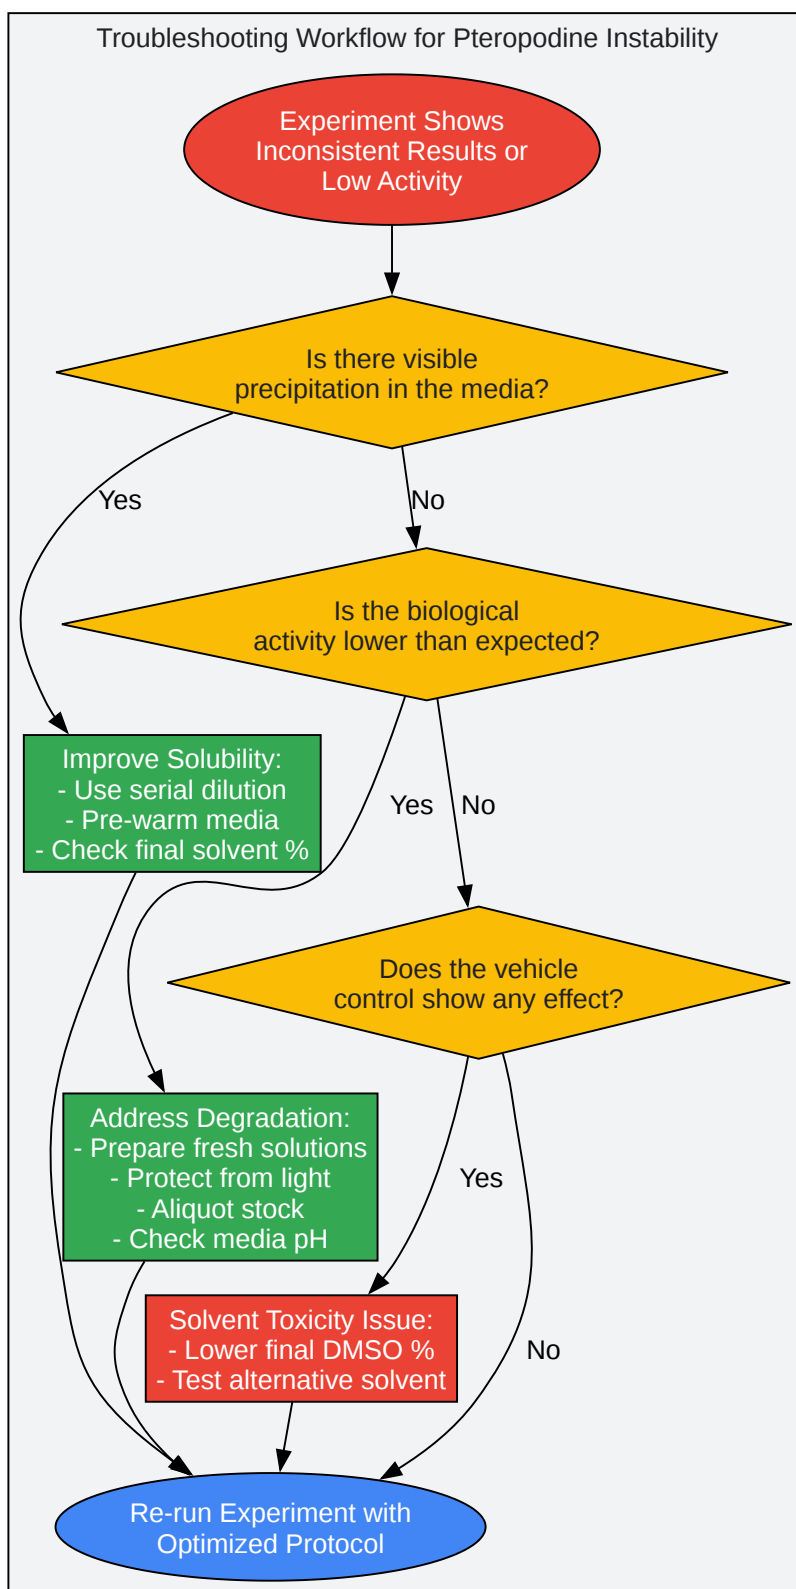 Troubleshooting Workflow for Pteropodine Instability
Experiment Shows
Inconsistent Results or
Low Activity
Is there visible
precipitation in the media?
Yes
No
Is the biological
activity lower than expected?
Improve Solubility:
- Use serial dilution
- Pre-warm media
- Check final solvent %
Yes
No
Does the vehicle
control show any effect?
Address Degradation:
- Prepare fresh solutions
- Protect from light
- Aliquot stock
- Check media pH
Yes
Solvent Toxicity Issue:
- Lower final DMSO %
- Test alternative solvent
No
Re-run Experiment with
Optimized Protocol